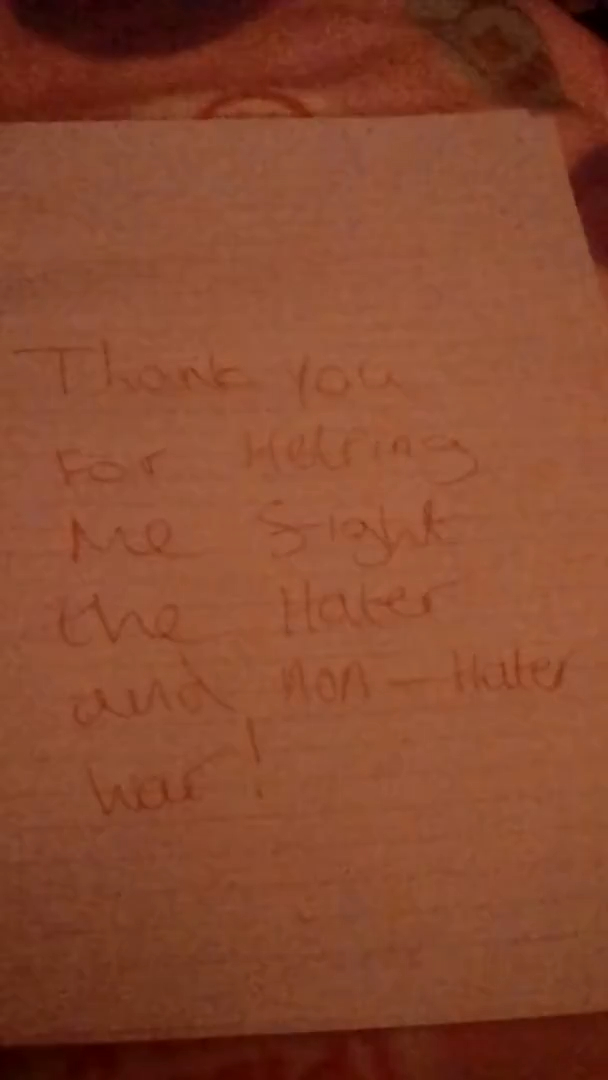 Thank you
For Helping
Me Fight
the Hater
and non-Hater
war!